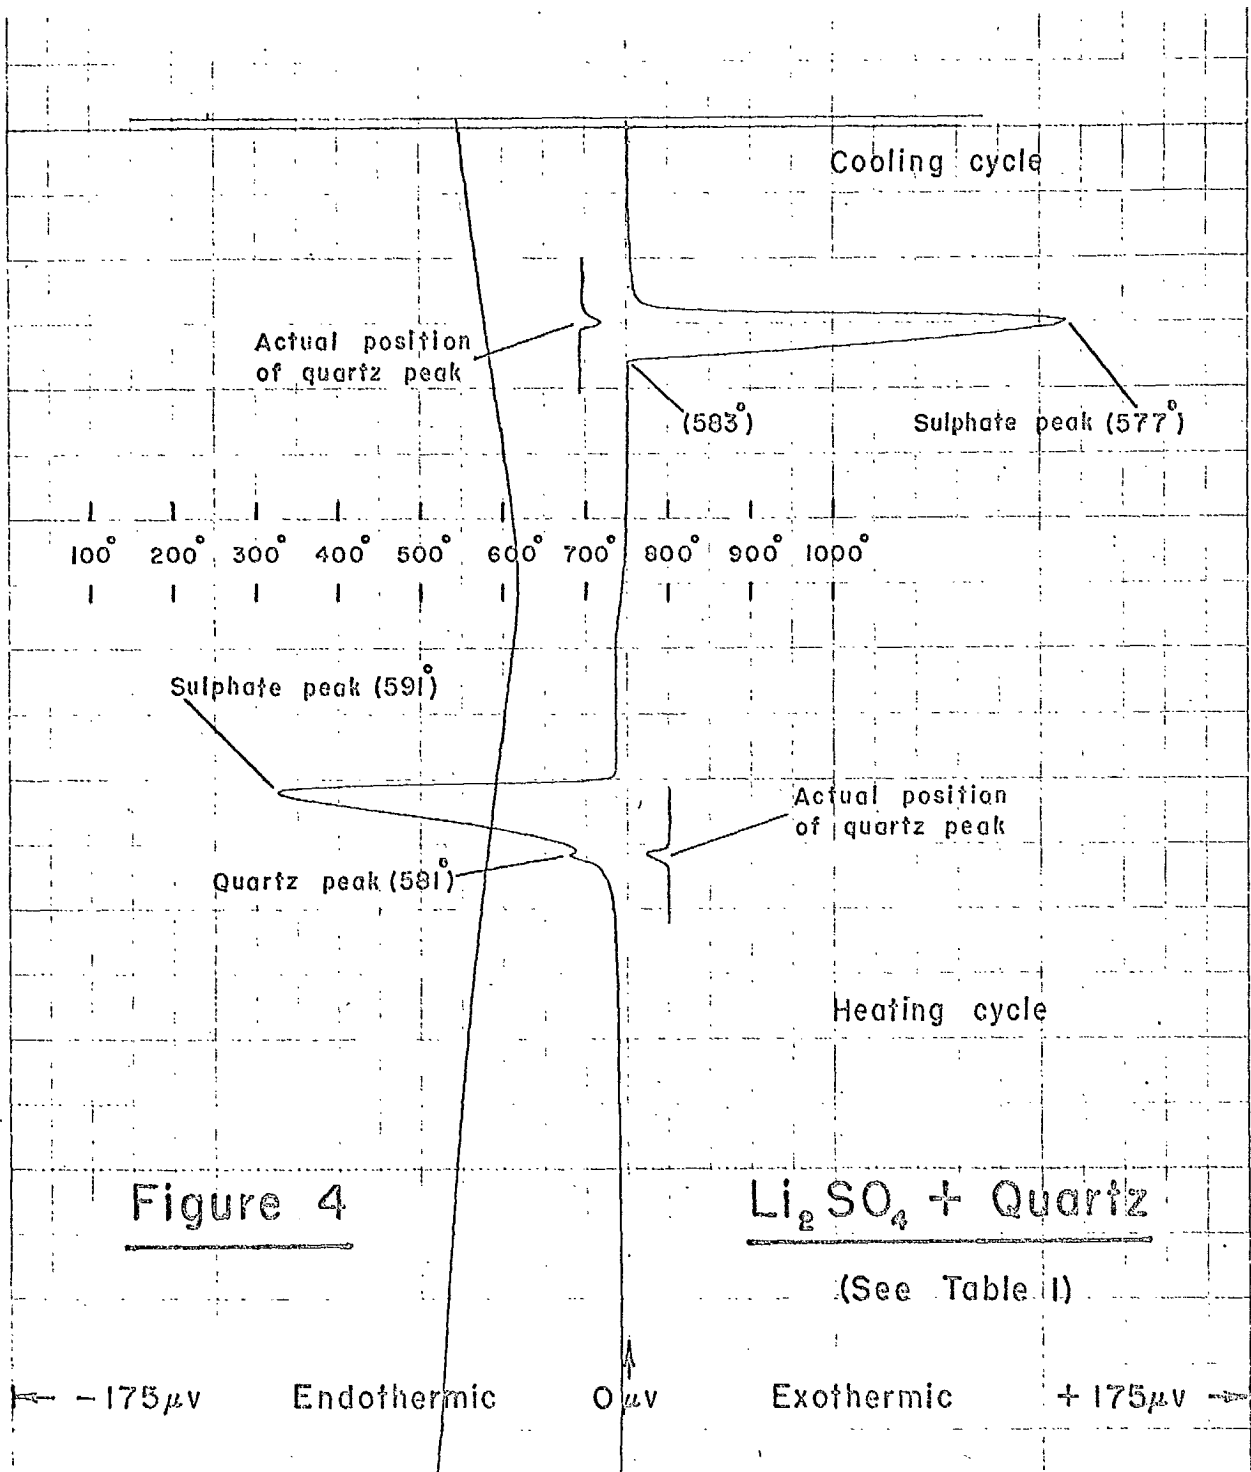 Cooling cycle
Actual position
of quartz peak
(583°)
Sulphate peak (577°)
100° 200° 300° 400° 500° 600° 700° 800° 900° 1000°
Sulphate peak (591°)
Actual position
of quartz peak
Quartz peak (581°)
Heating cycle
Figure 4
Li₂SO₄ + Quartz
(See Table 1)
← -175μv Endothermic 0μv Exothermic +175μv →